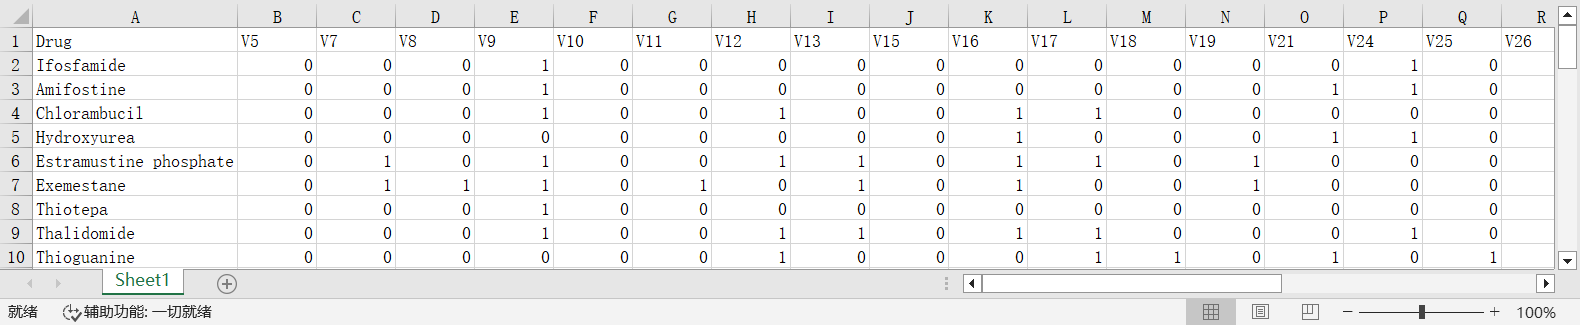 A B C D E F G H I J K L M N O P Q R
1 Drug V5 V7 V8 V9 V10 V11 V12 V13 V15 V16 V17 V18 V19 V21 V24 V25 V26
2 Ifosfamide 0 0 0 1 0 0 0 0 0 0 0 0 0 0 1 0
3 Amifostine 0 0 0 1 0 0 0 0 0 0 0 0 0 1 1 0
4 Chlorambucil 0 0 0 1 0 0 1 0 0 1 1 0 0 0 0 0
5 Hydroxyurea 0 0 0 0 0 0 0 0 0 1 0 0 0 1 1 0
6 Estramustine phosphate 0 1 0 1 0 0 1 1 0 1 1 0 1 0 0 0
7 Exemestane 0 1 1 1 0 1 0 1 0 1 0 0 1 0 0 0
8 Thiotepa 0 0 0 1 0 0 0 0 0 0 0 0 0 0 0 0
9 Thalidomide 0 0 0 1 0 0 1 1 0 1 1 0 0 0 1 0
10 Thioguanine 0 0 0 0 0 0 1 0 0 0 1 1 0 1 0 1
Sheet1
就绪 辅助功能: 一切就绪 100%